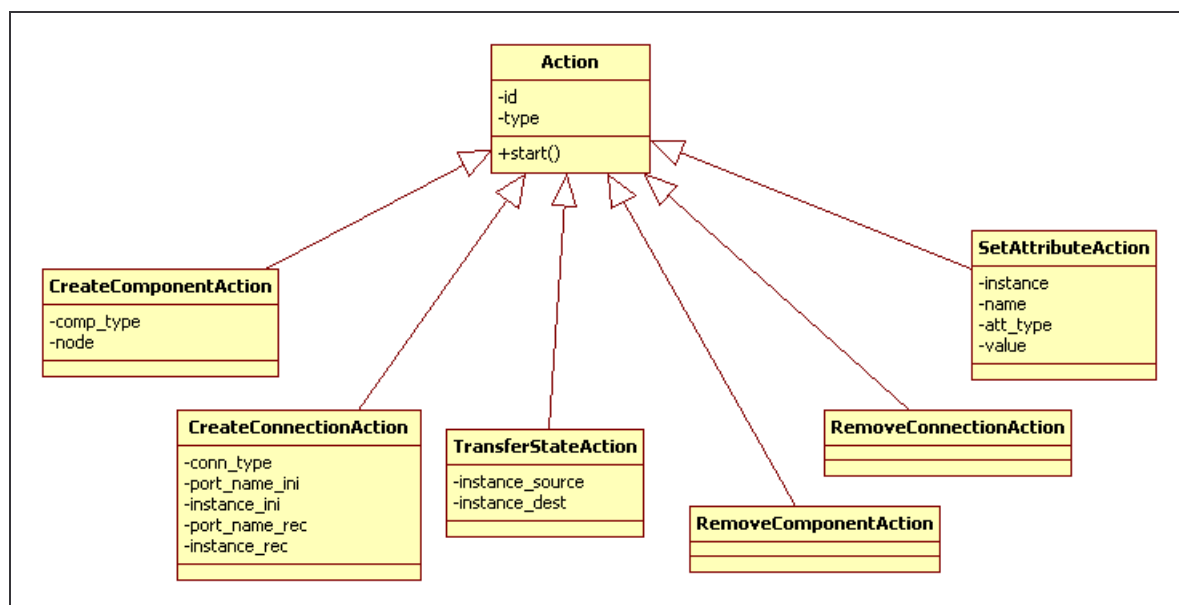 Action
-id
-type
+start()
CreateComponentAction
-comp_type
-node
CreateConnectionAction
-conn_type
-port_name_ini
-instance_ini
-port_name_rec
-instance_rec
TransferStateAction
-instance_source
-instance_dest
RemoveComponentAction
RemoveConnectionAction
SetAttributeAction
-instance
-name
-att_type
-value